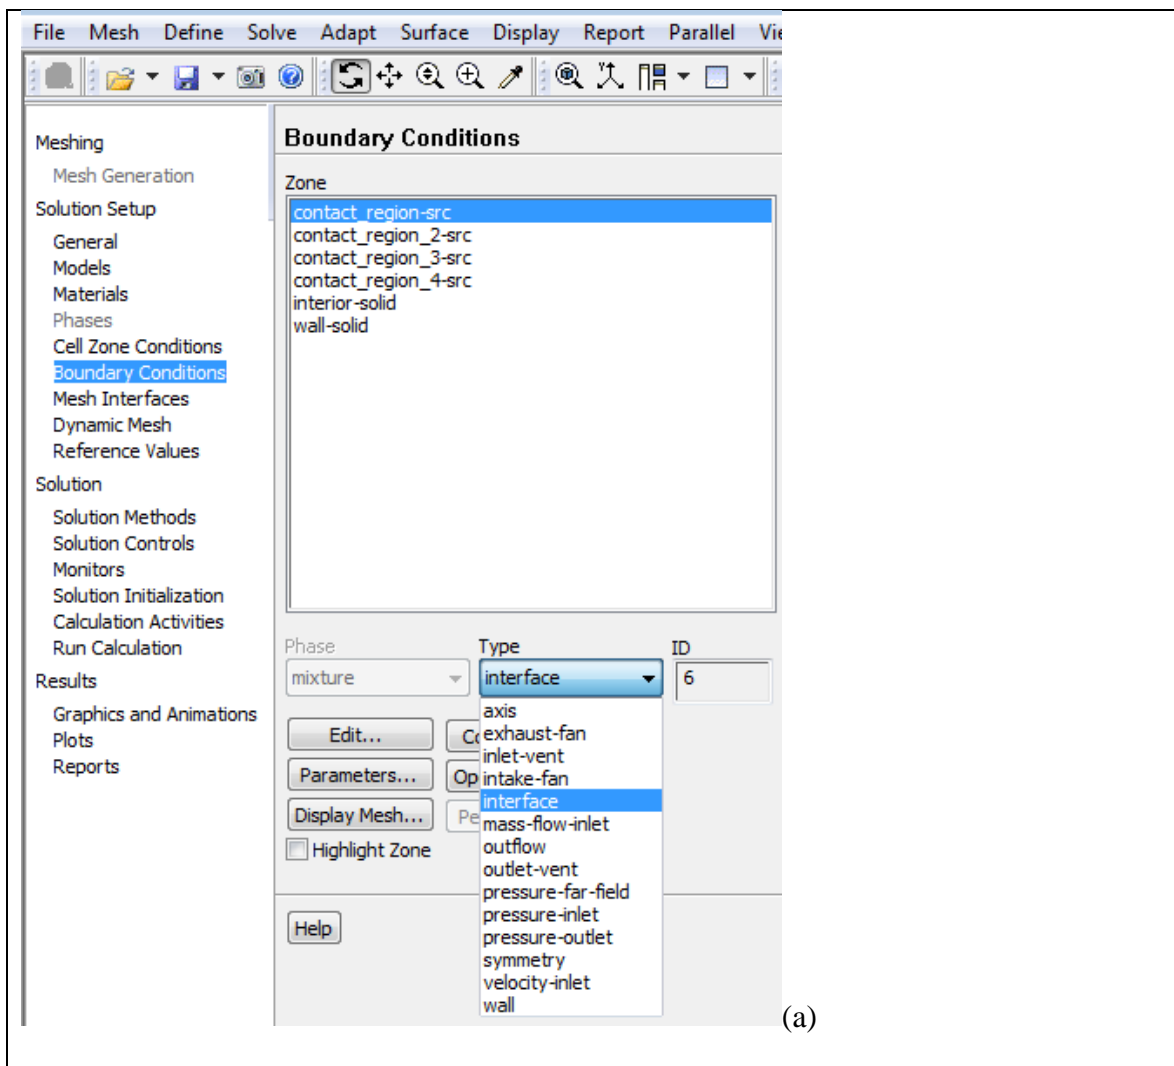 File Mesh Define Solve Adapt Surface Display Report Parallel
Meshing
Mesh Generation
Solution Setup
General
Models
Materials
Phases
Cell Zone Conditions
Boundary Conditions
Mesh Interfaces
Dynamic Mesh
Reference Values
Solution
Solution Methods
Solution Controls
Monitors
Solution Initialization
Calculation Activities
Run Calculation
Results
Graphics and Animations
Plots
Reports
Boundary Conditions
Zone
contact_region-src
contact_region_2-src
contact_region_3-src
contact_region_4-src
interior-solid
wall-solid
Phase Type ID
mixture interface 6
Edit...
Parameters...
Display Mesh...
Highlight Zone
Help
axis
exhaust-fan
inlet-vent
intake-fan
interface
mass-flow-inlet
outflow
outlet-vent
pressure-far-field
pressure-inlet
pressure-outlet
symmetry
velocity-inlet
wall
(a)